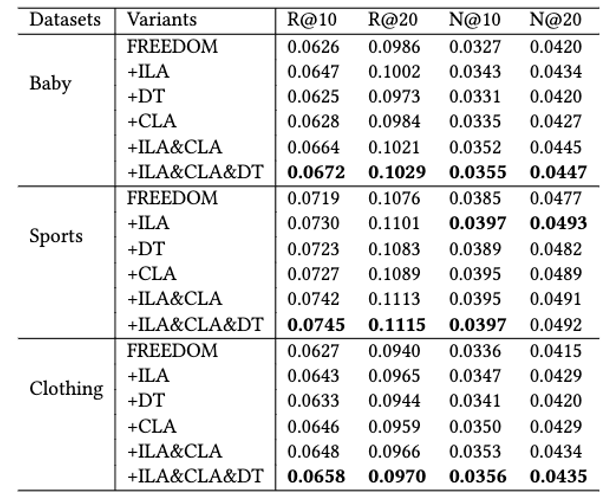 Datasets Variants R@10 R@20 N@10 N@20
FREEDOM 0.0626 0.0986 0.0327 0.0420
+ILA 0.0647 0.1002 0.0343 0.0434
Baby
+DT 0.0625 0.0973 0.0331 0.0420
+CLA 0.0628 0.0984 0.0335 0.0427
+ILA&CLA 0.0664 0.1021 0.0352 0.0445
+ILA&CLA&DT 0.0672 0.1029 0.0355 0.0447
FREEDOM 0.0719 0.1076 0.0385 0.0477
+ILA 0.0730 0.1101 0.0397 0.0493
Sports
+DT 0.0723 0.1083 0.0389 0.0482
+CLA 0.0727 0.1089 0.0395 0.0489
+ILA&CLA 0.0742 0.1113 0.0395 0.0491
+ILA&CLA&DT 0.0745 0.1115 0.0397 0.0492
FREEDOM 0.0627 0.0940 0.0336 0.0415
+ILA 0.0643 0.0965 0.0347 0.0429
Clothing
+DT 0.0633 0.0944 0.0341 0.0420
+CLA 0.0646 0.0959 0.0350 0.0429
+ILA&CLA 0.0648 0.0966 0.0353 0.0434
+ILA&CLA&DT 0.0658 0.0970 0.0356 0.0435